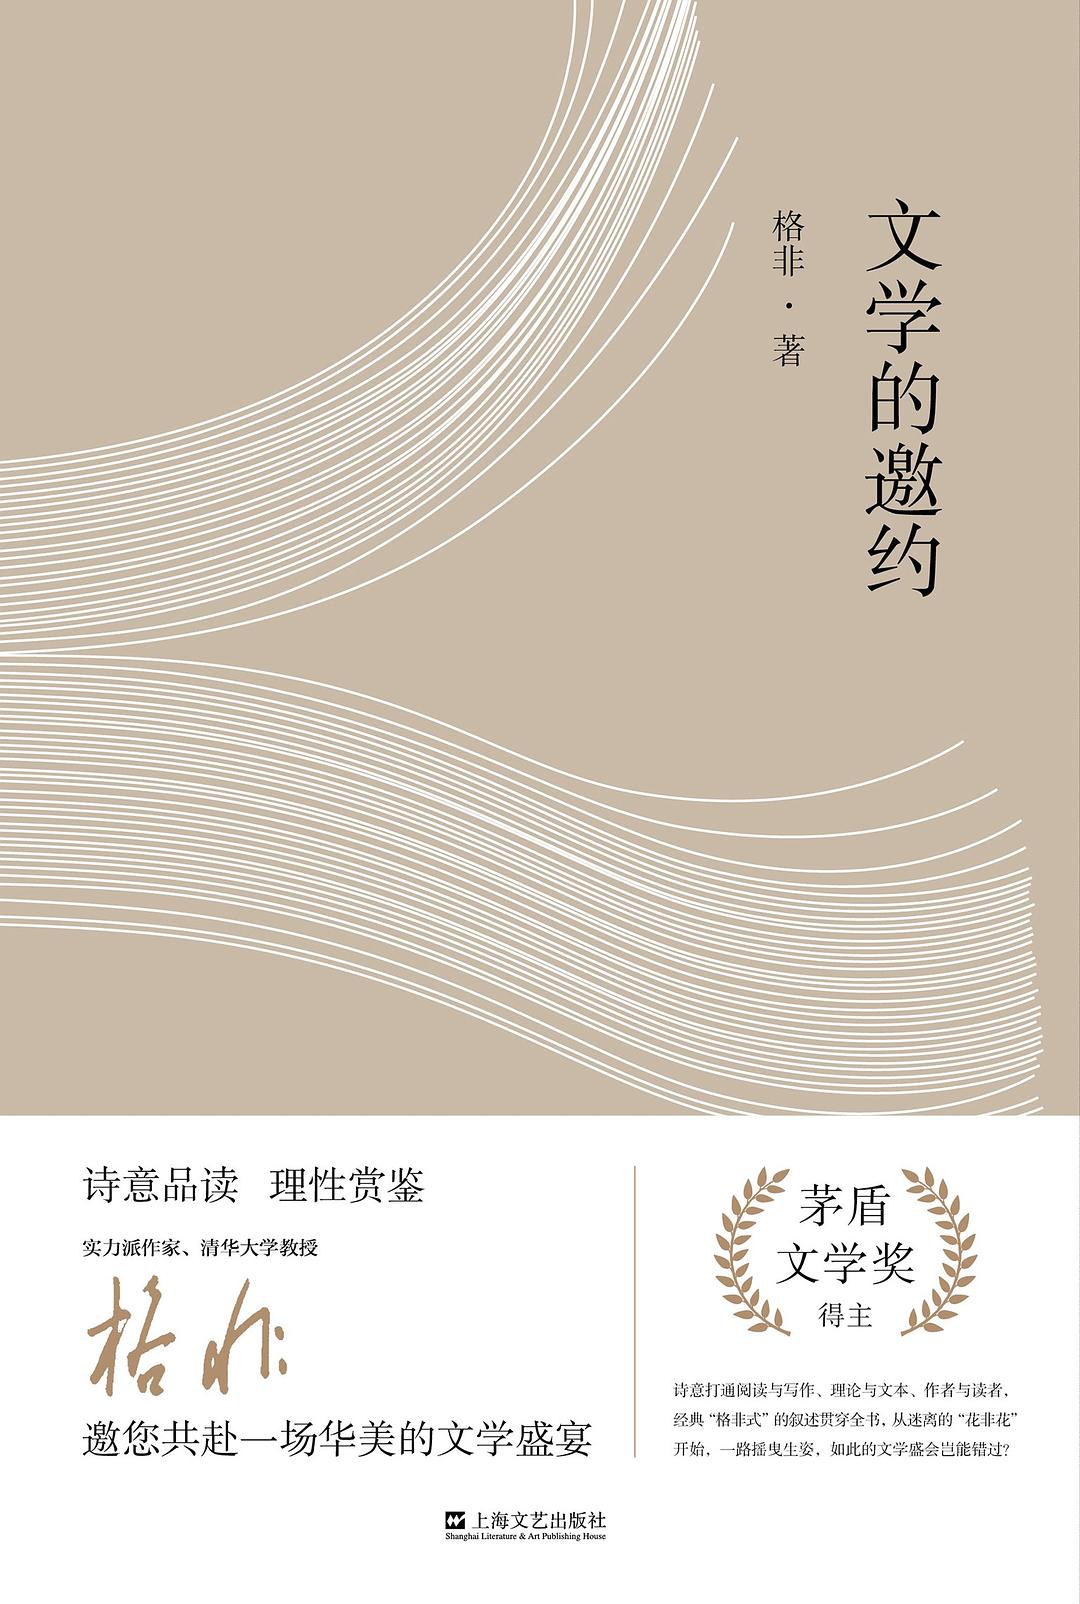 文学的邀约
格非·著
诗意品读 理性赏鉴
实力派作家、清华大学教授
格非
邀您共赴一场华美的文学盛宴
茅盾
文学奖
得主
诗意打通阅读与写作、理论与文本、作者与读者，
经典“格非式”的叙述贯穿全书，从迷离的“花非花”
开始，一路摇曳生姿，如此的文学盛会岂能错过？
上海文艺出版社
Shanghai Literature & Art Publishing House